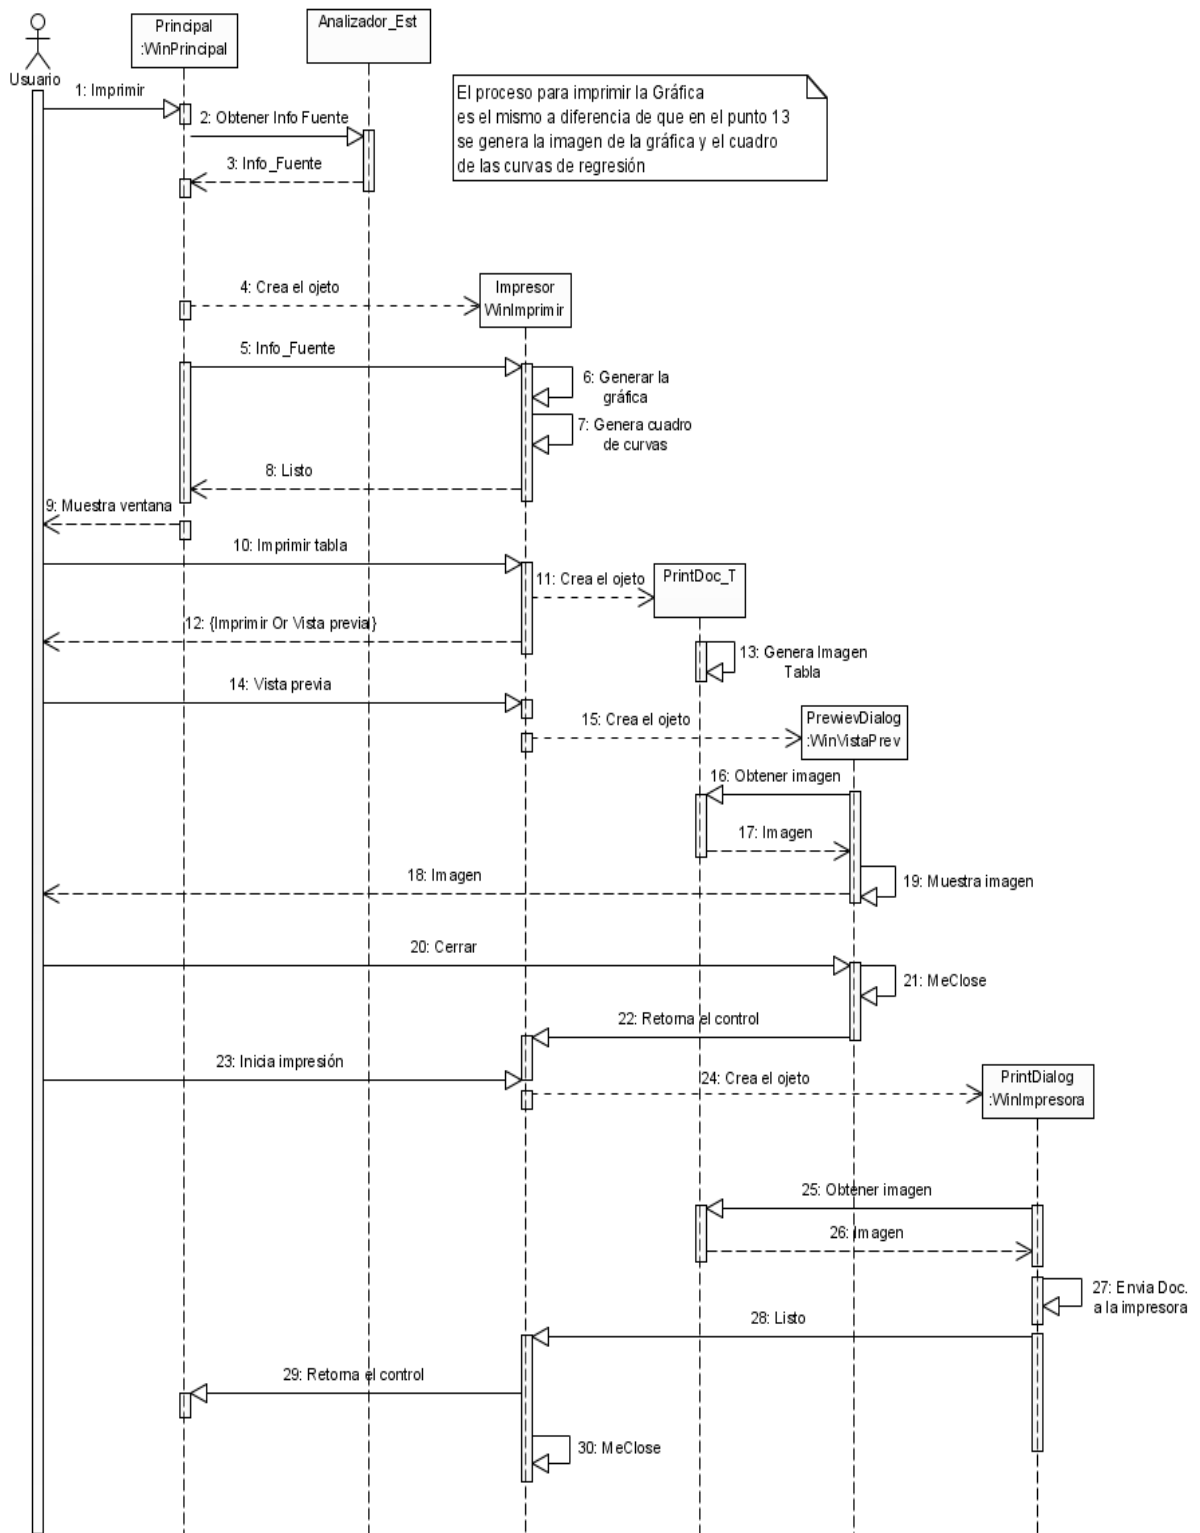 Usuario
Principal
:WinPrincipal
Analizador_Est
El proceso para imprimir la Gráfica
es el mismo a diferencia de que en el punto 13
se genera la imagen de la gráfica y el cuadro
de las curvas de regresión
1: Imprimir
2: Obtener Info Fuente
3: Info_Fuente
4: Crea el ojeto
Impresor
WinImprimir
5: Info_Fuente
6: Generar la
gráfica
7: Genera cuadro
de curvas
8: Listo
9: Muestra ventana
10: Imprimir tabla
11: Crea el ojeto
PrintDoc_T
12: {Imprimir Or Vista previa}
13: Genera Imagen
Tabla
14: Vista previa
15: Crea el ojeto
PrewievDialog
:WinVistaPrev
16: Obtener imagen
17: Imagen
18: Imagen
19: Muestra imagen
20: Cerrar
21: MeClose
22: Retorna el control
23: Inicia impresión
24: Crea el ojeto
PrintDialog
:WinImpresora
25: Obtener imagen
26: Imagen
27: Envia Doc.
a la impresora
28: Listo
29: Retorna el control
30: MeClose